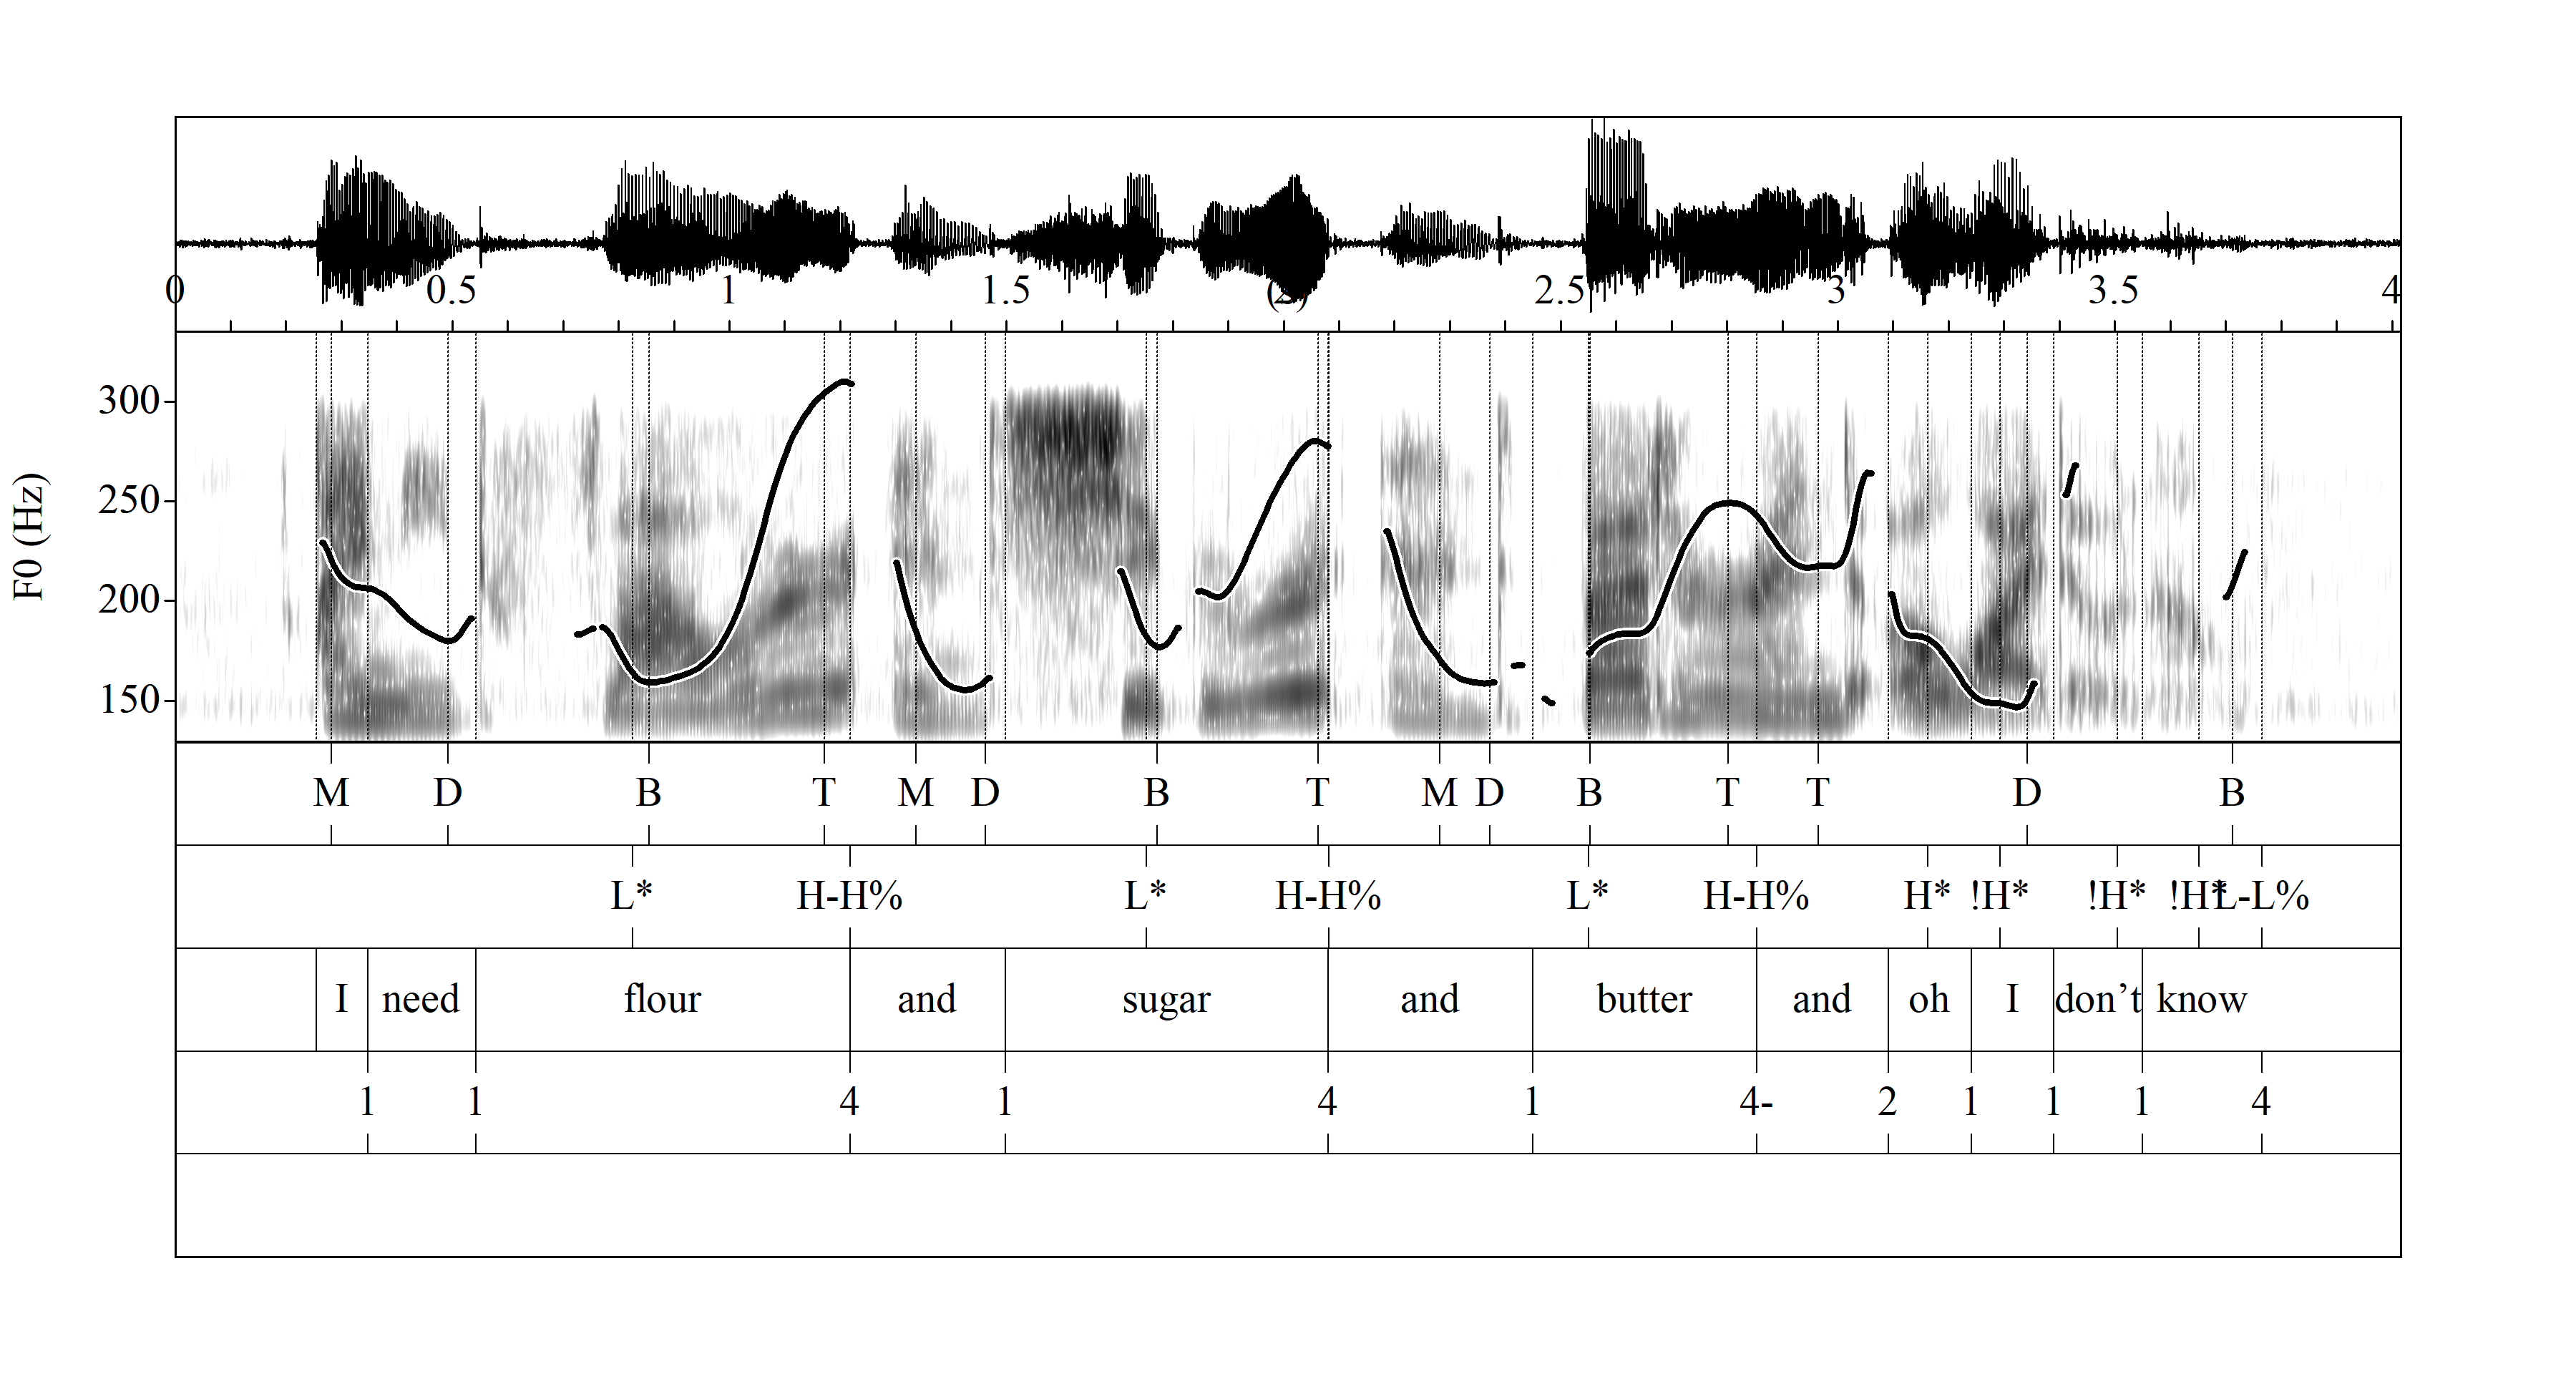 0 0.5 1 1.5 2 (s) 2.5 3 3.5 4
F0 (Hz)
300
250
200
150
M D B T M D B T M D B T T D B
L* H-H% L* H-H% L* H-H% H* !H* !H* !H* L-L%
I need flour and sugar and butter and oh I don't know
1 1 4 1 4 1 4- 2 1 1 1 4